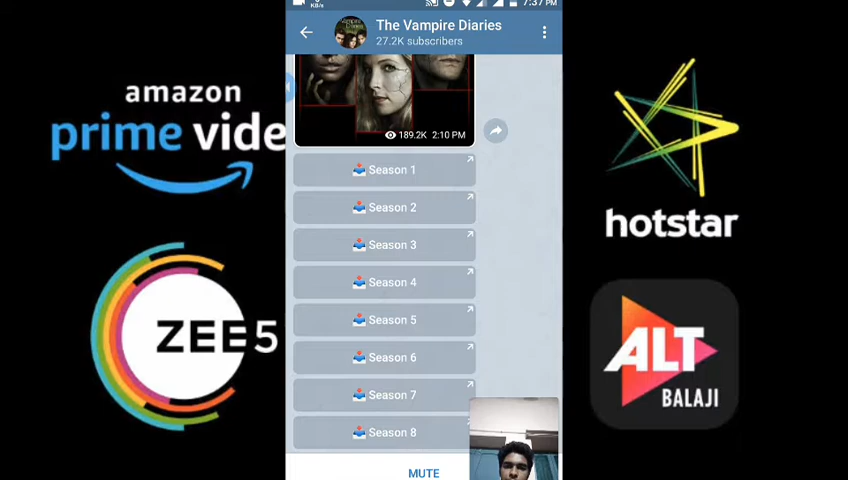 KB/s
7:37 PM
The Vampire Diaries
27.2K subscribers
amazon
prime vide
189.2K 2:10 PM
Season 1
Season 2
Season 3
Season 4
Season 5
Season 6
Season 7
Season 8
MUTE
ZEE5
hotstar
ALT
BALAJI